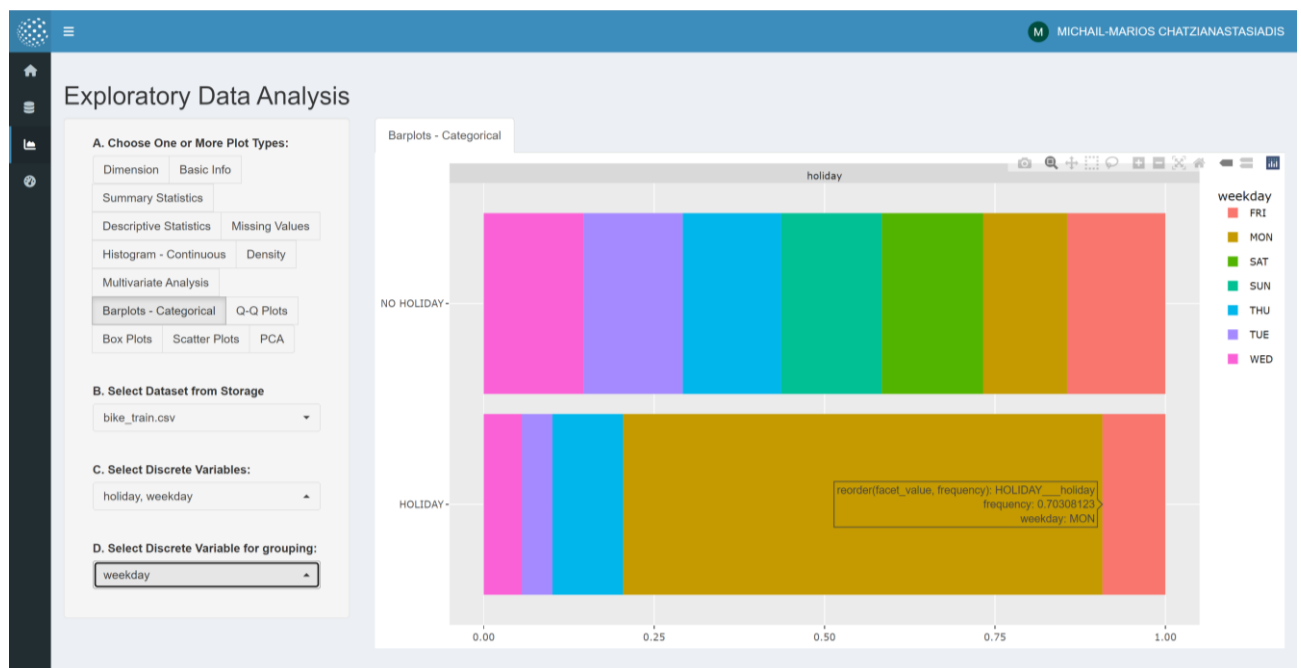 M MICHAIL-MARIOS CHATZIANASTASIADIS
Exploratory Data Analysis
A. Choose One or More Plot Types:
Dimension Basic Info
Summary Statistics
Descriptive Statistics Missing Values
Histogram - Continuous Density
Multivariate Analysis
Barplots - Categorical Q-Q Plots
Box Plots Scatter Plots PCA
B. Select Dataset from Storage
bike_train.csv
C. Select Discrete Variables:
holiday, weekday
D. Select Discrete Variable for grouping:
weekday
Barplots - Categorical
holiday
NO HOLIDAY
HOLIDAY
reorder(facet_value, frequency): HOLIDAY___holiday
frequency: 0.70308123
weekday: MON
0.00 0.25 0.50 0.75 1.00
weekday
FRI
MON
SAT
SUN
THU
TUE
WED